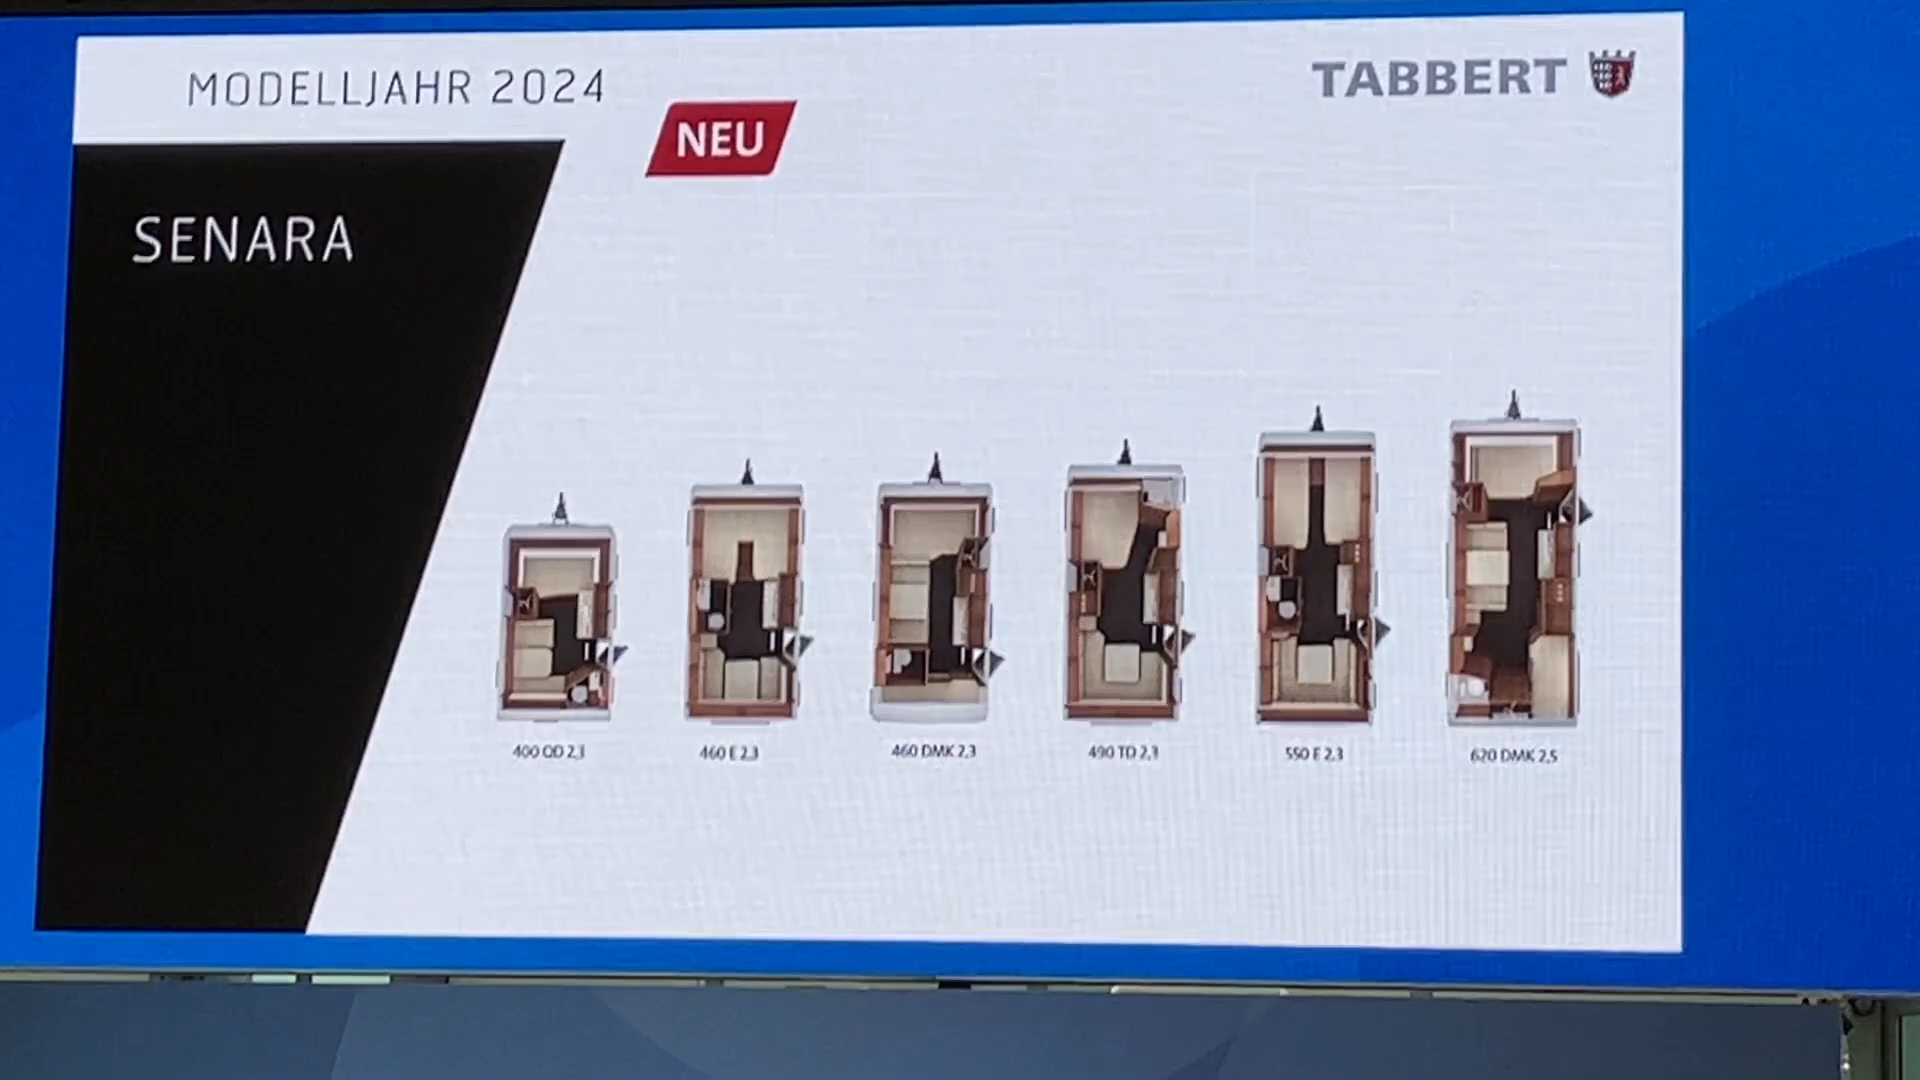 MODELLJAHR 2024
TABBERT
NEU
SENARA
400 QD 2,3
460 E 2,3
460 DMK 2,3
490 TD 2,3
550 E 2,3
620 DMK 2,5